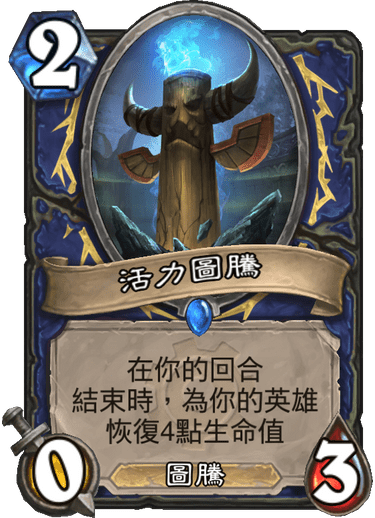 2
活力圖騰
在你的回合
結束時，為你的英雄
恢復4點生命值
0
圖騰
3